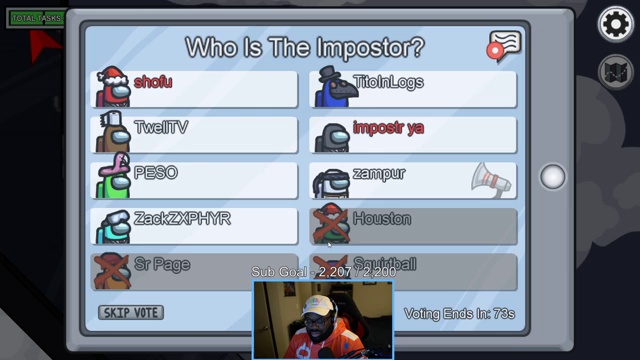 TOTAL TASKS
Who Is The Impostor?
shofu
TitoInLogs
TwellTV
impostr ya
PESO
zampur
ZackZXPHYR
Houston
Sr Page
Squirtball
Sub Goal - 2,207 / 2,200
SKIP VOTE
Voting Ends In: 73s